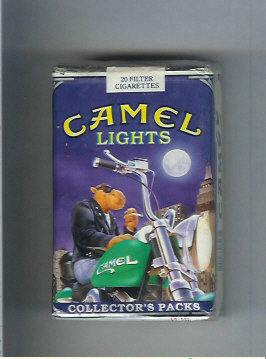 20 FILTER
CIGARETTES
CAMEL
LIGHTS
CAMEL
COLLECTOR'S PACKS